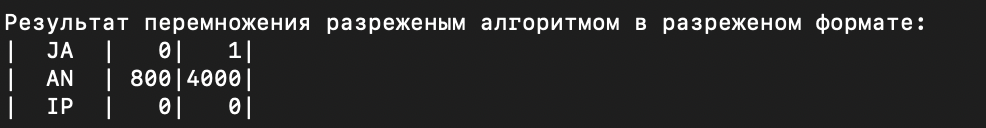 Результат перемножения разреженым алгоритмом в разреженом формате:
|  JA  |   0|   1|
|  AN  | 800|4000|
|  IP  |   0|   0|